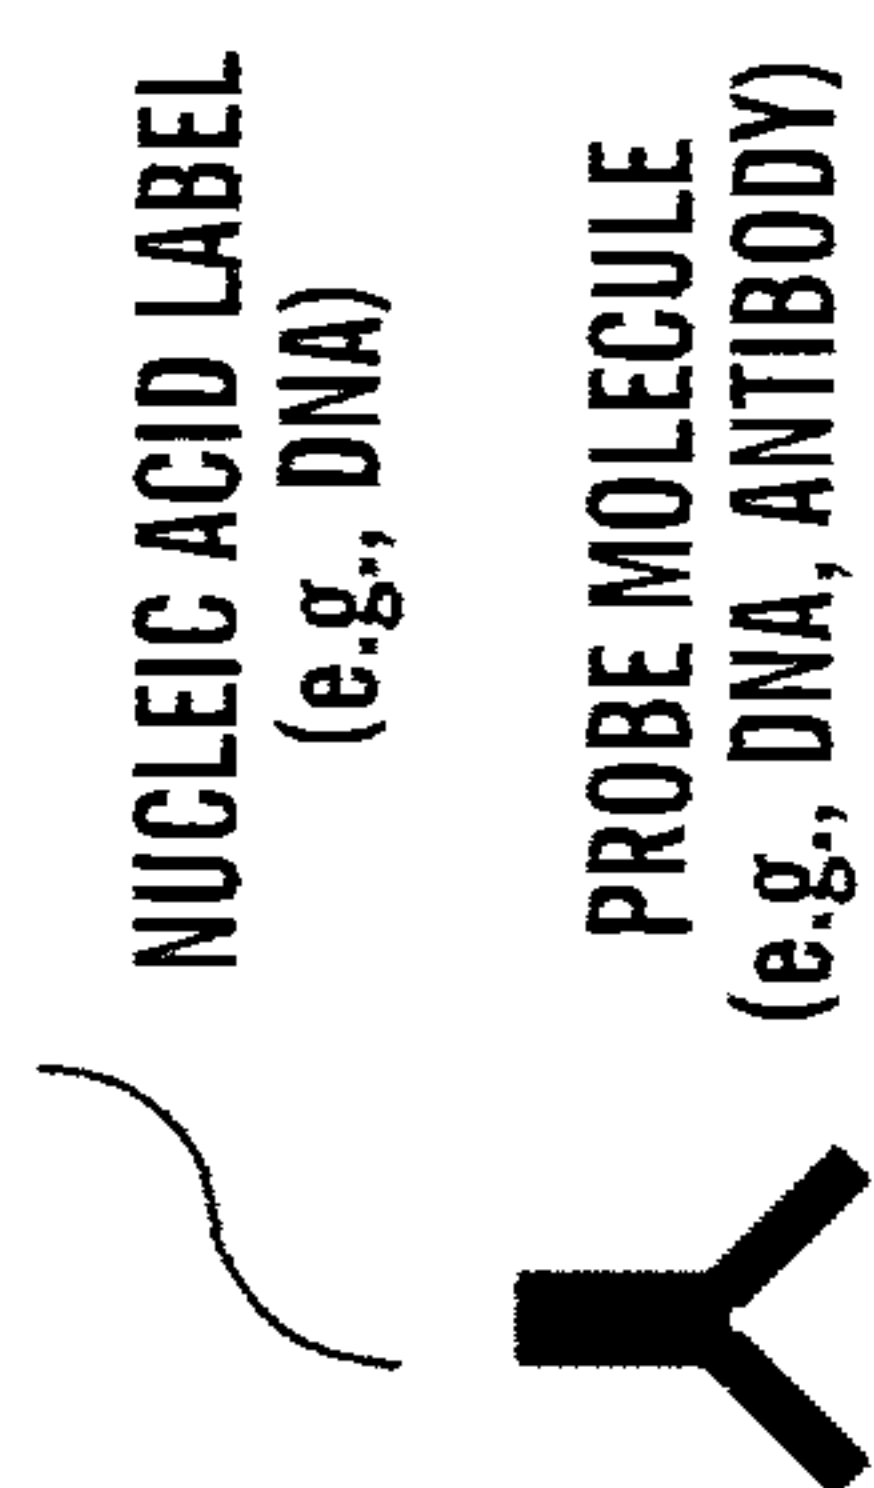 NUCLEIC ACID LABEL
(e.g., DNA)
PROBE MOLECULE
(e.g., DNA, ANTIBODY)